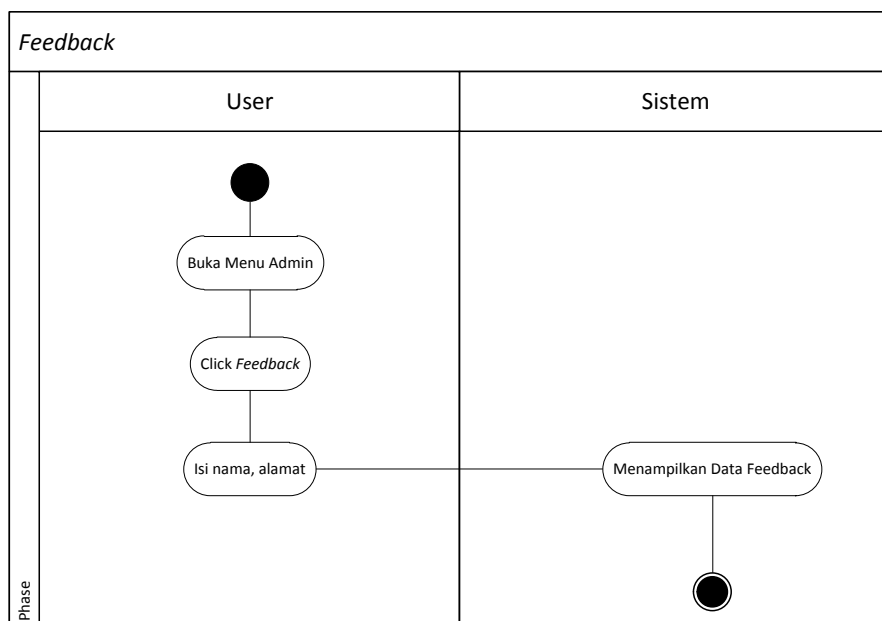 Feedback
User
Sistem
Buka Menu Admin
Click Feedback
Isi nama, alamat
Menampilkan Data Feedback
Phase